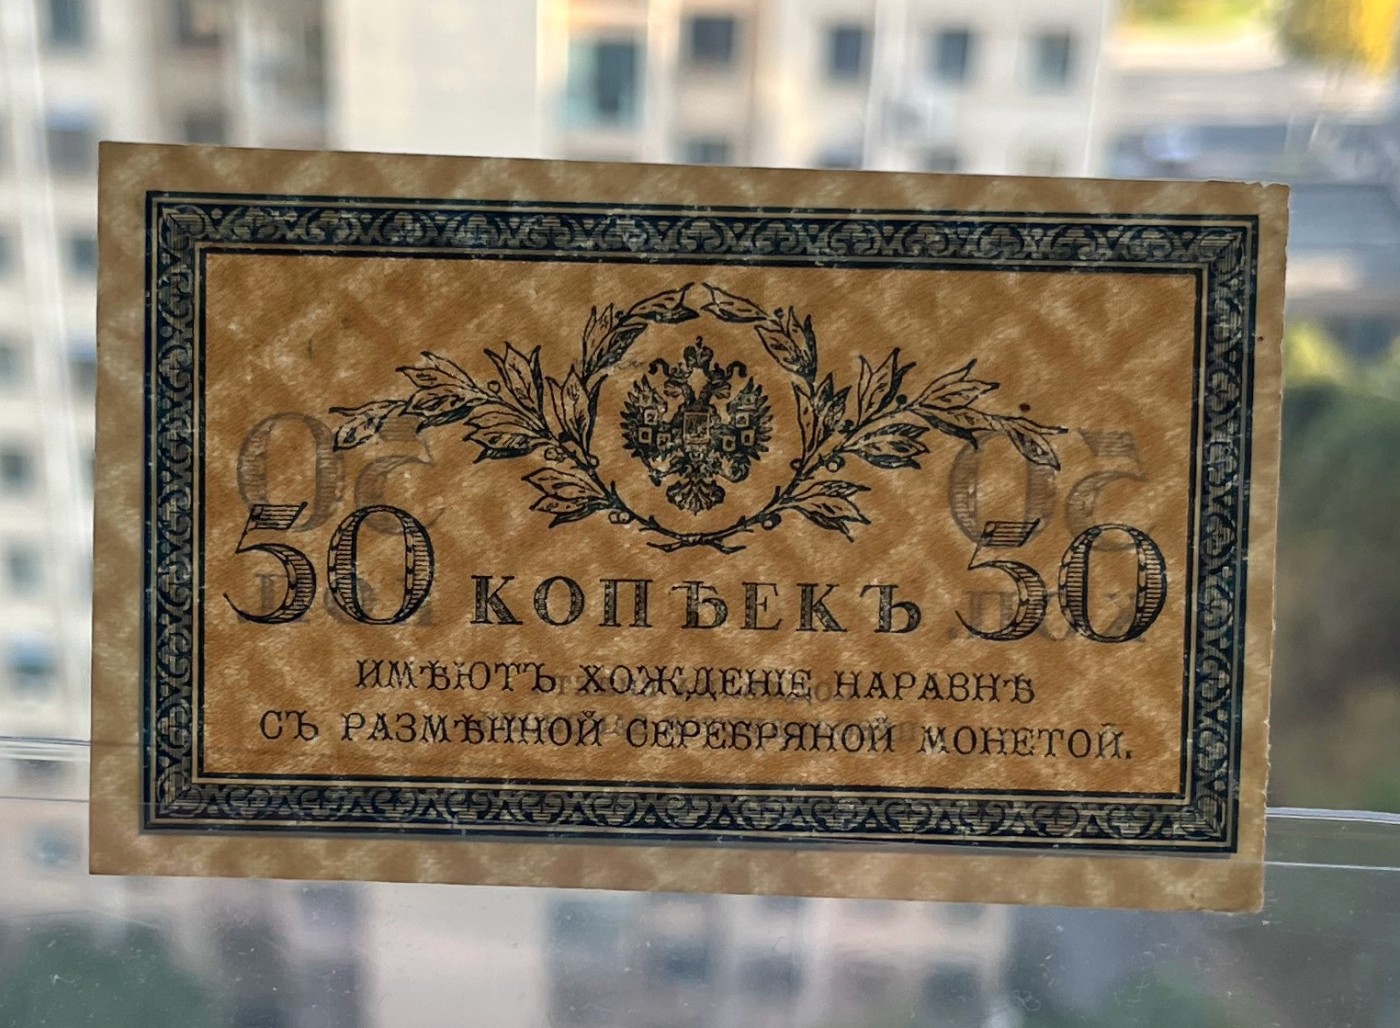 50 КОПѢЕКЪ 50
ИМѢЮТЪ ХОЖДЕНІЕ НАРАВНѢ
СЪ РАЗМѢННОЙ СЕРЕБРЯНОЙ МОНЕТОЙ.